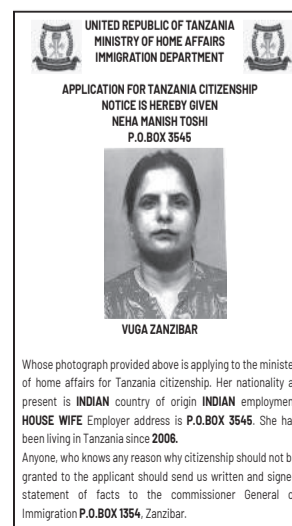 UNITED REPUBLIC OF TANZANIA
MINISTRY OF HOME AFFAIRS
IMMIGRATION DEPARTMENT
APPLICATION FOR TANZANIA CITIZENSHIP
NOTICE IS HEREBY GIVEN
NEHA MANISH TOSHI
P.O.BOX 3545
VUGA ZANZIBAR
Whose photograph provided above is applying to the ministe
of home affairs for Tanzania citizenship. Her nationality a
present is INDIAN country of origin INDIAN employmen
HOUSE WIFE Employer address is P.O.BOX 3545. She ha
been living in Tanzania since 2006.
Anyone, who knows any reason why citizenship should not b
granted to the applicant should send us written and signe
statement of facts to the commissioner General o
Immigration P.O.BOX 1354, Zanzibar.